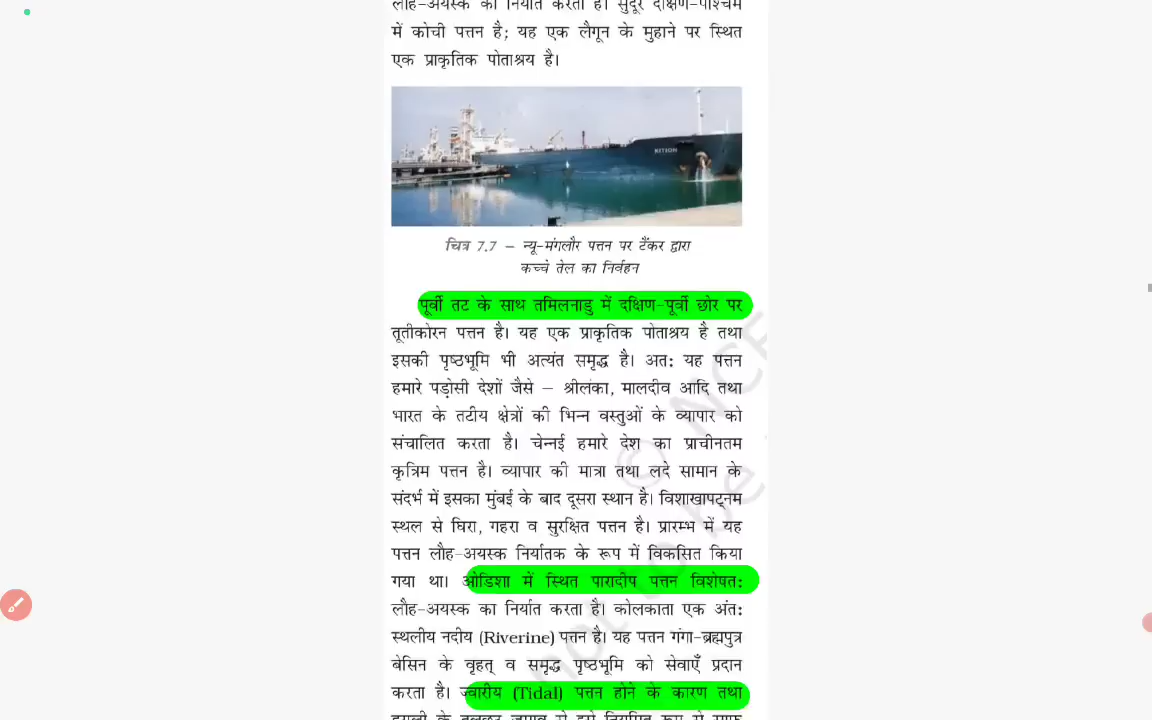 लौह-अयस्क का निर्यात करता है। सुदूर दक्षिण-पश्चिम
में कोची पत्तन है; यह एक लैगून के मुहाने पर स्थित
एक प्राकृतिक पोताश्रय है।
चित्र 7.7 – न्यू-मंगलौर पत्तन पर टैंकर द्वारा
कच्चे तेल का निर्वहन
पूर्वी तट के साथ तमिलनाडु में दक्षिण-पूर्वी छोर पर
तूतीकोरन पत्तन है। यह एक प्राकृतिक पोताश्रय है तथा
इसकी पृष्ठभूमि भी अत्यंत समृद्ध है। अत: यह पत्तन
हमारे पड़ोसी देशों जैसे – श्रीलंका, मालदीव आदि तथा
भारत के तटीय क्षेत्रों की भिन्न वस्तुओं के व्यापार को
संचालित करता है। चेन्नई हमारे देश का प्राचीनतम
कृत्रिम पत्तन है। व्यापार की मात्रा तथा लदे सामान के
संदर्भ में इसका मुंबई के बाद दूसरा स्थान है। विशाखापट्नम
स्थल से घिरा, गहरा व सुरक्षित पत्तन है। प्रारम्भ में यह
पत्तन लौह-अयस्क निर्यातक के रूप में विकसित किया
गया था। ओडिशा में स्थित पारादीप पत्तन विशेषत:
लौह-अयस्क का निर्यात करता है। कोलकाता एक अंत:
स्थलीय नदीय (Riverine) पत्तन है। यह पत्तन गंगा-ब्रह्मपुत्र
बेसिन के वृहत् व समृद्ध पृष्ठभूमि को सेवाएँ प्रदान
करता है। ज्वारीय (Tidal) पत्तन होने के कारण तथा